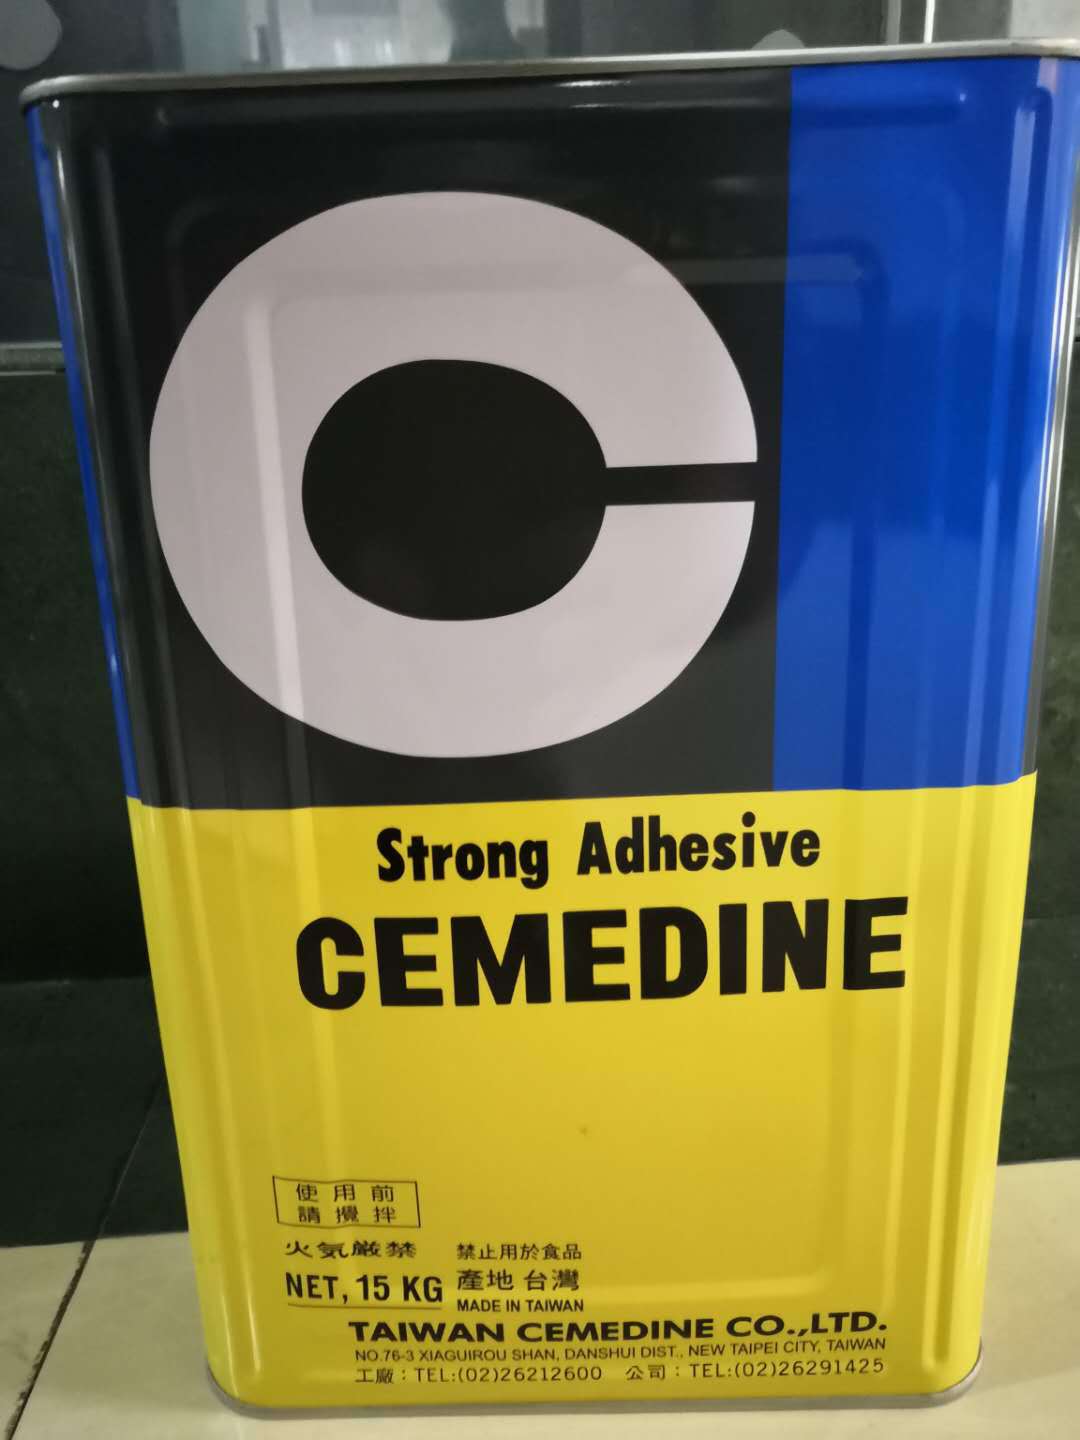 C
Strong Adhesive
CEMEDINE
使用前
請攪拌
火気厳禁
禁止用於食品
NET, 15 KG
產地 台灣
MADE IN TAIWAN
TAIWAN CEMEDINE CO.,LTD.
NO.76-3 XIAGUIROU SHAN, DANSHUI DIST., NEW TAIPEI CITY, TAIWAN
工廠：TEL:(02)26212600 公司：TEL:(02)26291425